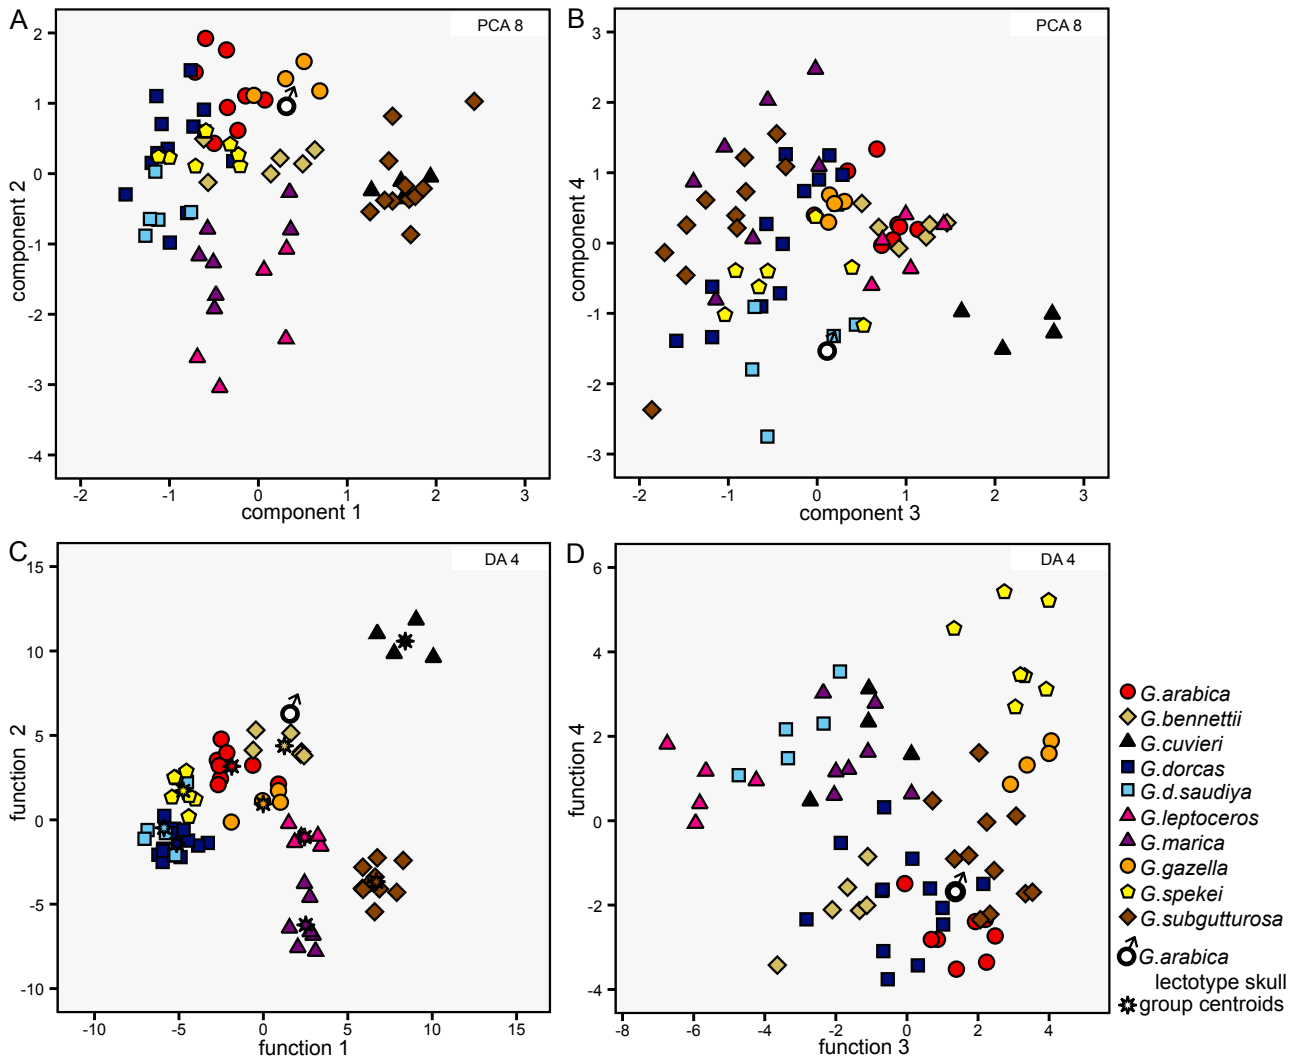 A
PCA 8
2
1
0
-1
-2
-3
-4
component 2
-2
-1
0
1
2
3
component 1
B
PCA 8
3
2
1
0
-1
-2
-3
component 4
-2
-1
0
1
2
3
component 3
C
DA 4
15
10
5
0
-5
-10
function 2
-10
-5
0
5
10
15
function 1
D
DA 4
6
4
2
0
-2
-4
function 4
-8
-6
-4
-2
0
2
4
function 3
G.arabica
G.bennettii
G.cuvieri
G.dorcas
G.d.saudiya
G.leptoceros
G.marica
G.gazella
G.spekei
G.subgutturosa
G.arabica
lectotype skull
group centroids